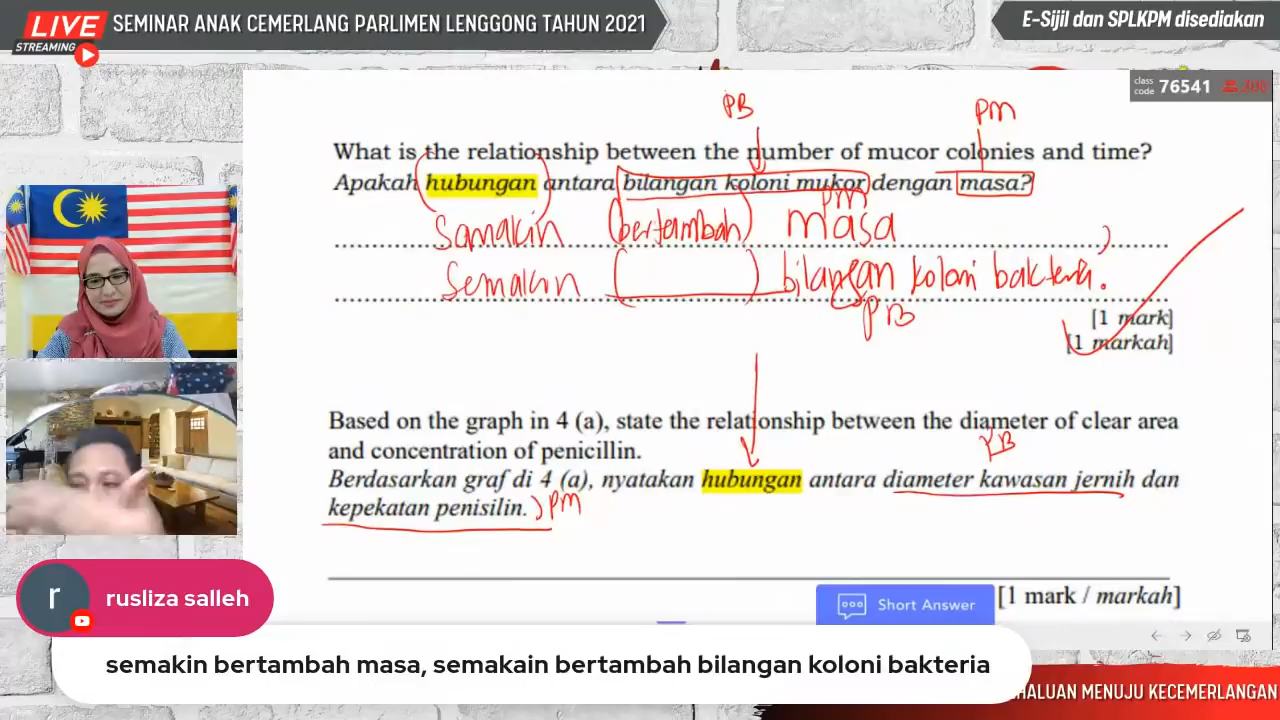 LIVE
STREAMING
SEMINAR ANAK CEMERLANG PARLIMEN LENGGONG TAHUN 2021
E-Sijil dan SPLKPM disediakan
class code 76541 208
PB
PM
What is the relationship between the number of mucor colonies and time?
Apakah hubungan antara bilangan koloni mukor dengan masa?
PM
Samakin (bertambah) masa ,
Semakin ( ) bilangan koloni bakteria.
PB
[1 mark]
[1 markah]
Based on the graph in 4 (a), state the relationship between the diameter of clear area
and concentration of penicillin.
PB
Berdasarkan graf di 4 (a), nyatakan hubungan antara diameter kawasan jernih dan
kepekatan penisilin. PM
[1 mark / markah]
Short Answer
r
rusliza salleh
semakin bertambah masa, semakain bertambah bilangan koloni bakteria
HALUAN MENUJU KECEMERLANGAN